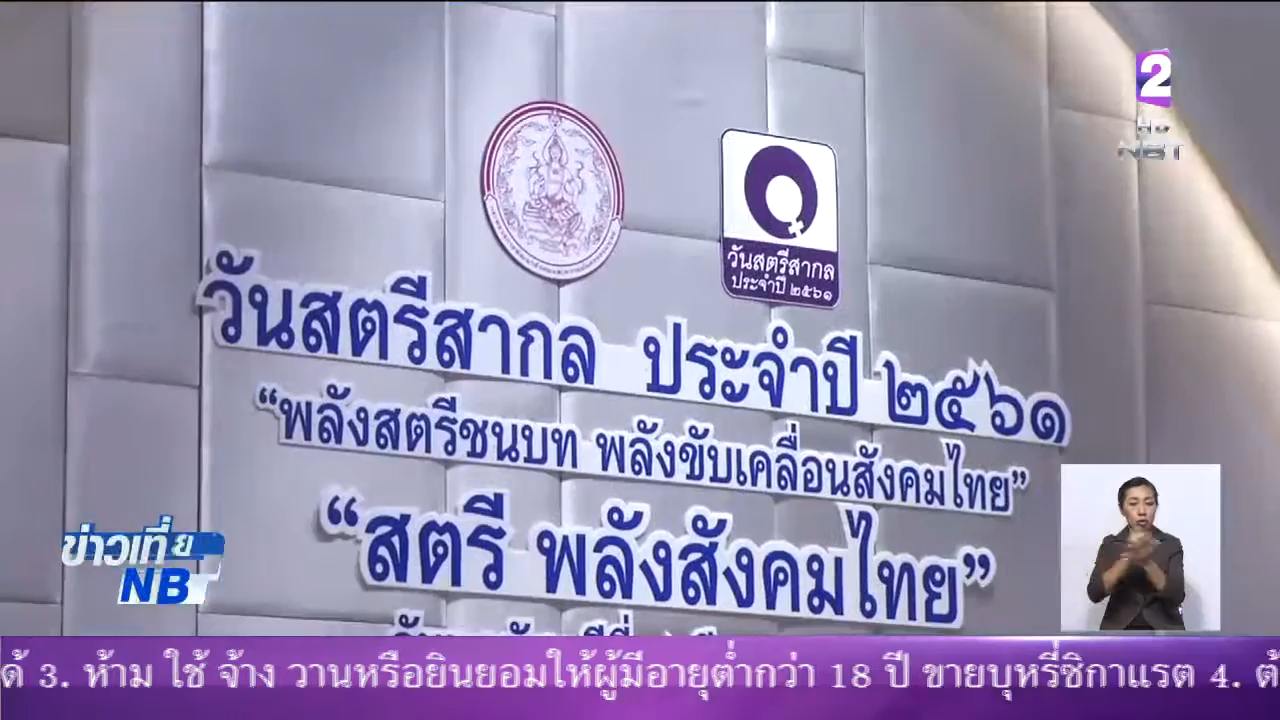 2
HD
NBT
วันสตรีสากล
ประจำปี ๒๕๖๑
วันสตรีสากล ประจำปี ๒๕๖๑
“พลังสตรีชนบท พลังขับเคลื่อนสังคมไทย”
“สตรี พลังสังคมไทย”
ข่าวเที่ย
NB
ด้ 3. ห้าม ใช้ จ้าง วานหรือยินยอมให้ผู้มีอายุต่ำกว่า 18 ปี ขายบุหรี่ซิกาแรต 4. ต้